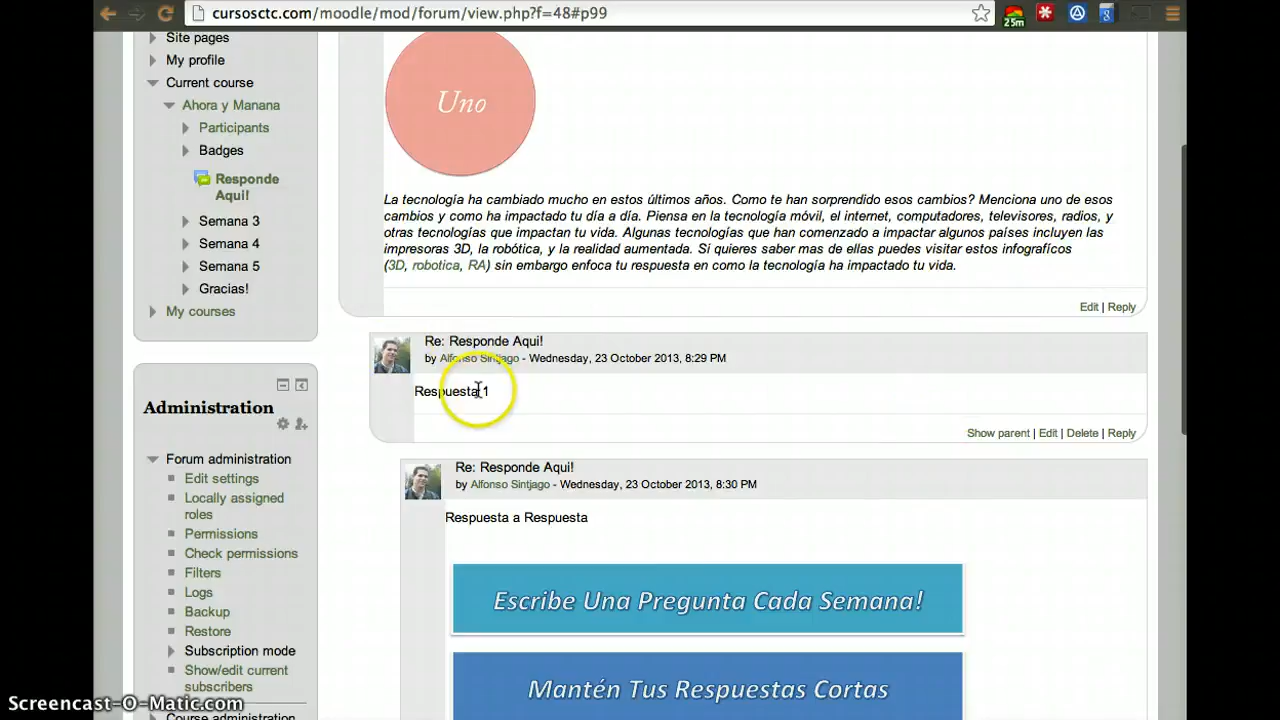 cursosctc.com/moodle/mod/forum/view.php?f=48#p99
25m
Site pages
My profile
Current course
Ahora y Manana
Participants
Badges
Responde
Aqui!
Semana 3
Semana 4
Semana 5
Gracias!
My courses
Administration
Forum administration
Edit settings
Locally assigned
roles
Permissions
Check permissions
Filters
Logs
Backup
Restore
Subscription mode
Show/edit current
subscribers
Course administration
Uno
La tecnología ha cambiado mucho en estos últimos años. Como te han sorprendido esos cambios? Menciona uno de esos
cambios y como ha impactado tu día a día. Piensa en la tecnología móvil, el internet, computadores, televisores, radios, y
otras tecnologías que impactan tu vida. Algunas tecnologías que han comenzado a impactar algunos países incluyen las
impresoras 3D, la robótica, y la realidad aumentada. Si quieres saber mas de ellas puedes visitar estos infografícos
(3D, robotica, RA) sin embargo enfoca tu respuesta en como la tecnología ha impactado tu vida.
Edit | Reply
Re: Responde Aqui!
by Alfonso Sintjago - Wednesday, 23 October 2013, 8:29 PM
Respuesta 1
Show parent | Edit | Delete | Reply
Re: Responde Aqui!
by Alfonso Sintjago - Wednesday, 23 October 2013, 8:30 PM
Respuesta a Respuesta
Escribe Una Pregunta Cada Semana!
Mantén Tus Respuestas Cortas
Screencast-O-Matic.com